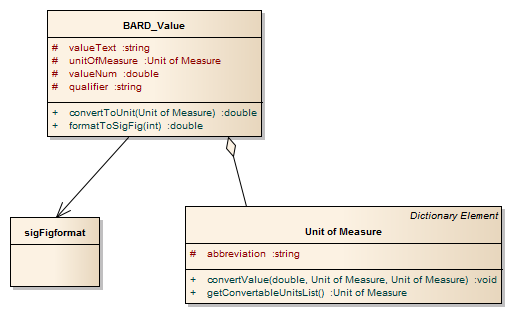 BARD_Value
# valueText :string
# unitOfMeasure :Unit of Measure
# valueNum :double
# qualifier :string
+ convertToUnit(Unit of Measure) :double
+ formatToSigFig(int) :double
sigFigformat
Dictionary Element
Unit of Measure
# abbreviation :string
+ convertValue(double, Unit of Measure, Unit of Measure) :void
+ getConvertableUnitsList() :Unit of Measure